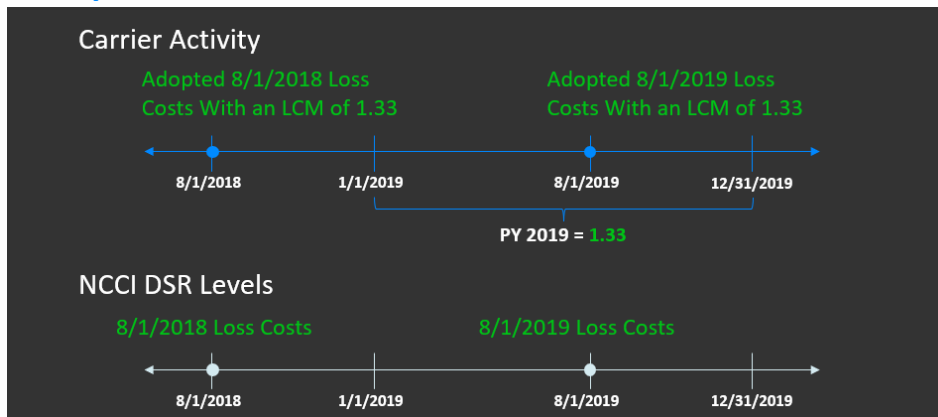 Carrier Activity
Adopted 8/1/2018 Loss
Costs With an LCM of 1.33
Adopted 8/1/2019 Loss
Costs With an LCM of 1.33
8/1/2018
1/1/2019
8/1/2019
12/31/2019
PY 2019 = 1.33
NCCI DSR Levels
8/1/2018 Loss Costs
8/1/2019 Loss Costs
8/1/2018
1/1/2019
8/1/2019
12/31/2019